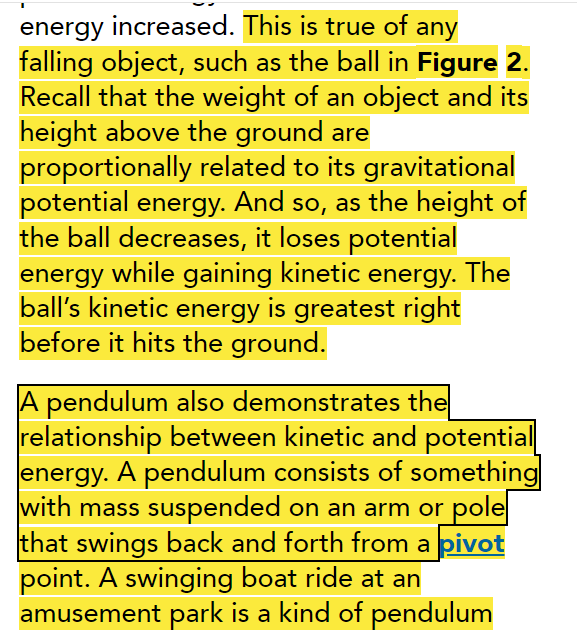 energy increased. This is true of any
falling object, such as the ball in Figure 2.
Recall that the weight of an object and its
height above the ground are
proportionally related to its gravitational
potential energy. And so, as the height of
the ball decreases, it loses potential
energy while gaining kinetic energy. The
ball’s kinetic energy is greatest right
before it hits the ground.
A pendulum also demonstrates the
relationship between kinetic and potential
energy. A pendulum consists of something
with mass suspended on an arm or pole
that swings back and forth from a pivot
point. A swinging boat ride at an
amusement park is a kind of pendulum